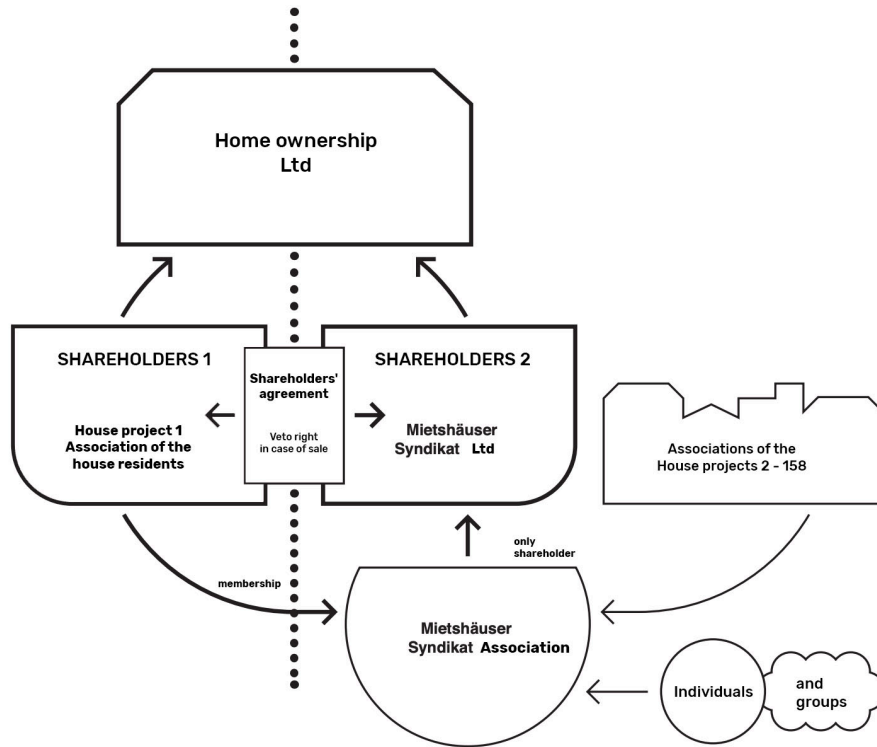 Home ownership
Ltd
SHAREHOLDERS 1
House project 1
Association of the
house residents
Shareholders'
agreement
Veto right
in case of sale
SHAREHOLDERS 2
Mietshäuser
Syndikat Ltd
Associations of the
House projects 2 - 158
membership
only
shareholder
Mietshäuser
Syndikat Association
Individuals
and
groups